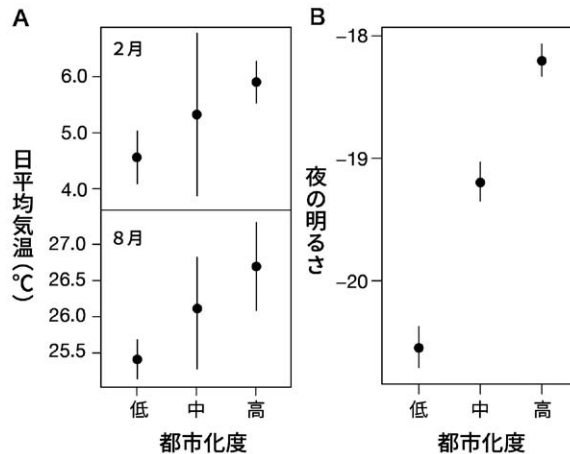 A
2月
6.0
5.0
4.0
8月
27.0
26.5
26.0
25.5
日平均気温(℃)
低 中 高
都市化度
B
-18
-19
-20
夜の明るさ
低 中 高
都市化度